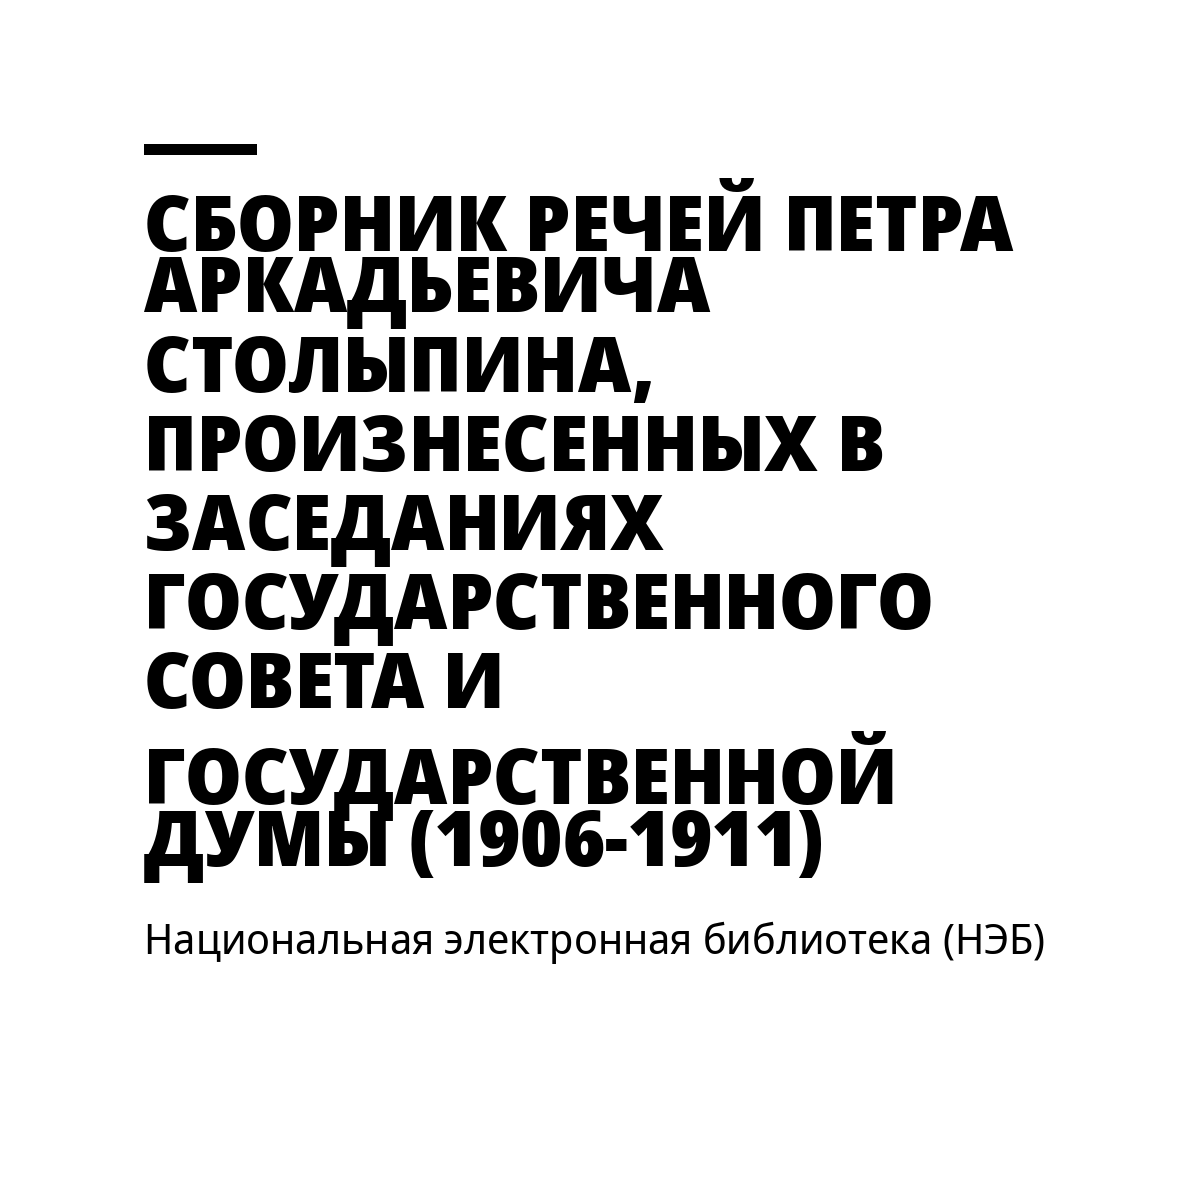 СБОРНИК РЕЧЕЙ ПЕТРА
АРКАДЬЕВИЧА
СТОЛЫПИНА,
ПРОИЗНЕСЕННЫХ В
ЗАСЕДАНИЯХ
ГОСУДАРСТВЕННОГО
СОВЕТА И
ГОСУДАРСТВЕННОЙ
ДУМЫ (1906-1911)
Национальная электронная библиотека (НЭБ)